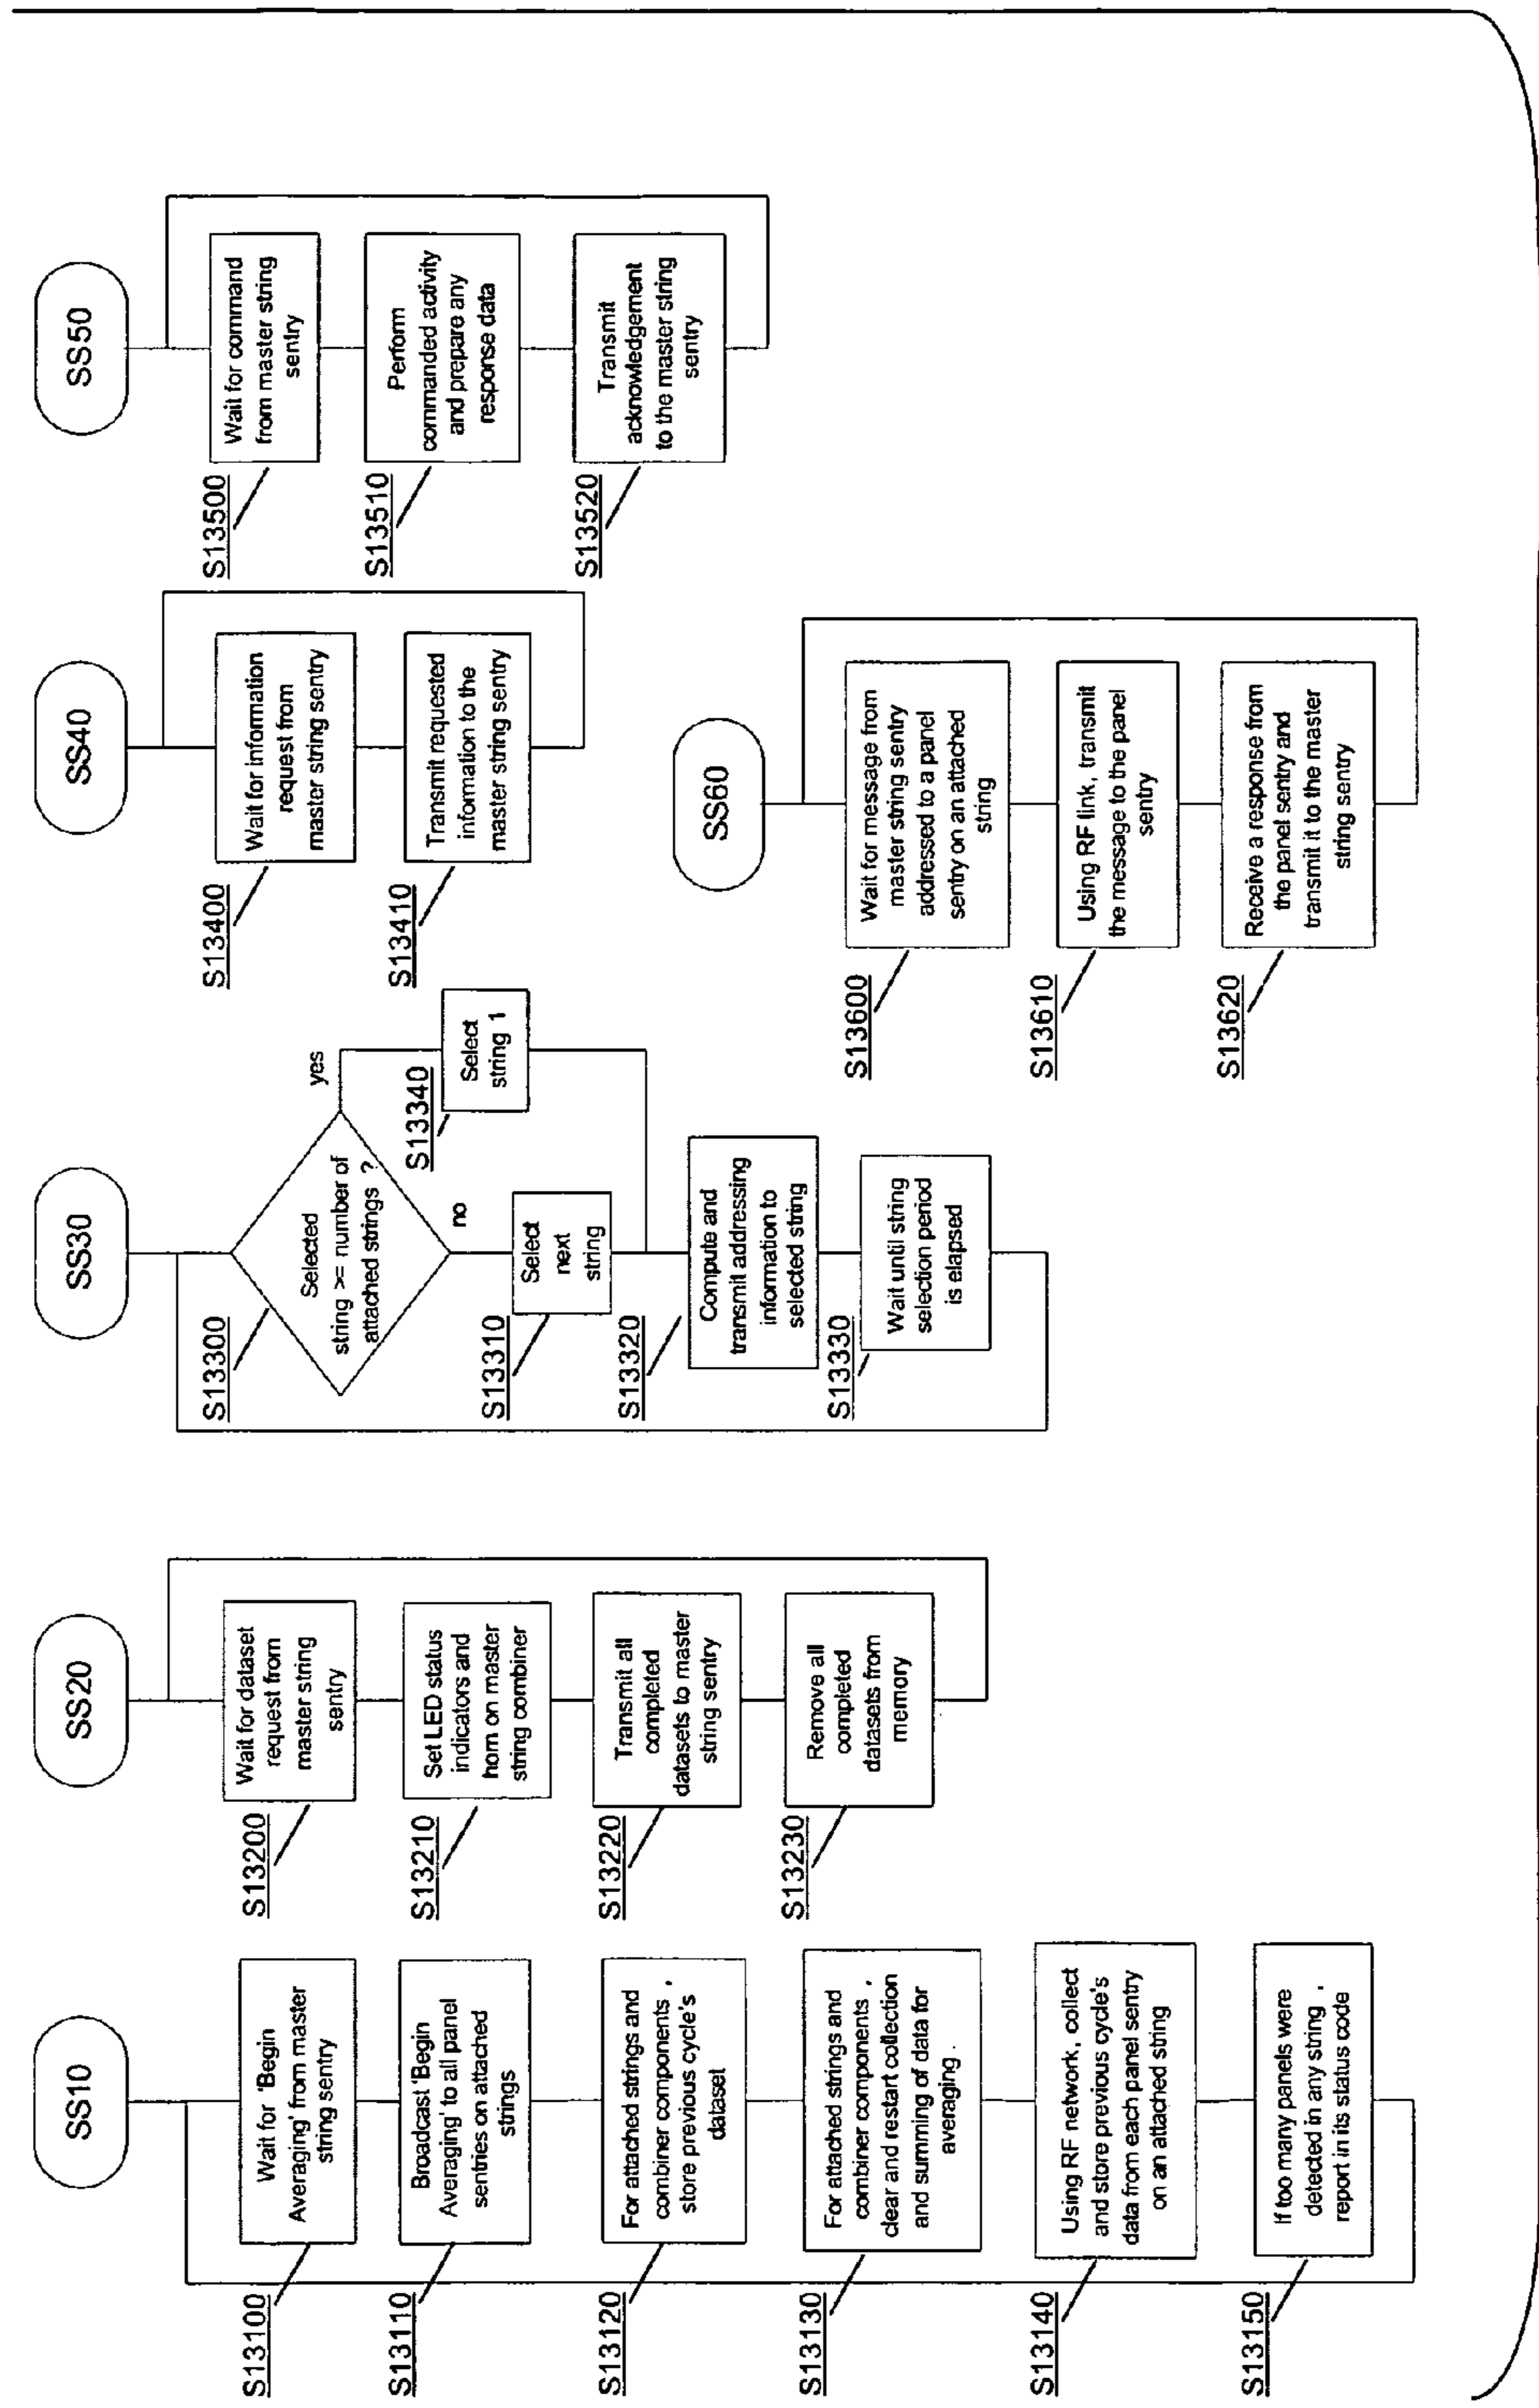 SS10
S13100
Wait for 'Begin
Averaging' from master
string sentry
S13110
Broadcast 'Begin
Averaging' to all panel
sentries on attached
strings
S13120
For attached strings and
combiner components ,
store previous cycle's
dataset
S13130
For attached strings and
combiner components ,
clear and restart collection
and summing of data for
averaging .
S13140
Using RF network, collect
and store previous cycle's
data from each panel sentry
on an attached string
S13150
If too many panels were
detected in any string ,
report in its status code
SS20
S13200
Wait for dataset
request from
master string
sentry
S13210
Set LED status
indicators and
horn on master
string combiner
S13220
Transmit all
completed
datasets to master
string sentry
S13230
Remove all
completed
datasets from
memory
SS30
S13300
Selected
string >= number of
attached strings ?
yes
no
S13340
Select
string 1
S13310
Select
next
string
S13320
Compute and
transmit addressing
information to
selected string
S13330
Wait until string
selection period
is elapsed
SS40
S13400
Wait for information
request from
master string sentry
S13410
Transmit requested
information to the
master string sentry
SS50
S13500
Wait for command
from master string
sentry
S13510
Perform
commanded activity
and prepare any
response data
S13520
Transmit
acknowledgement
to the master string
sentry
SS60
S13600
Wait for message from
master string sentry
addressed to a panel
sentry on an attached
string
S13610
Using RF link, transmit
the message to the panel
sentry
S13620
Receive a response from
the panel sentry and
transmit it to the master
string sentry